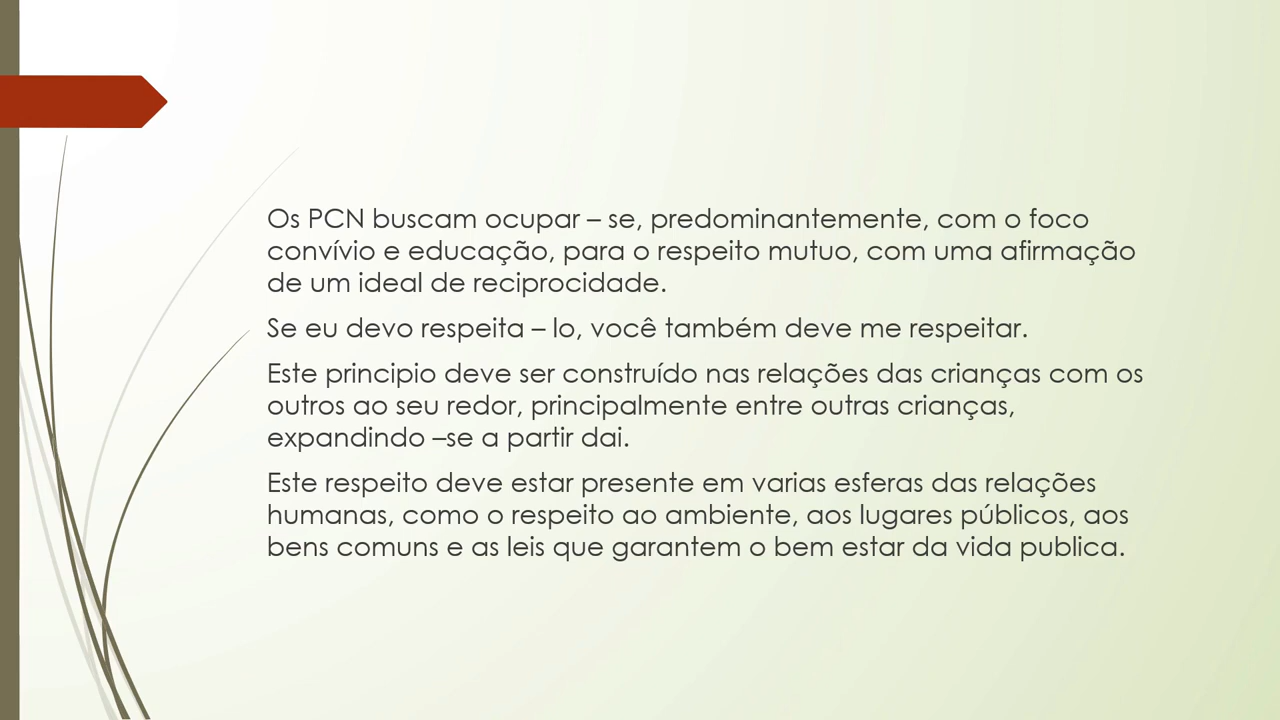 Os PCN buscam ocupar – se, predominantemente, com o foco
convívio e educação, para o respeito mutuo, com uma afirmação
de um ideal de reciprocidade.
Se eu devo respeita – lo, você também deve me respeitar.
Este principio deve ser construído nas relações das crianças com os
outros ao seu redor, principalmente entre outras crianças,
expandindo –se a partir dai.
Este respeito deve estar presente em varias esferas das relações
humanas, como o respeito ao ambiente, aos lugares públicos, aos
bens comuns e as leis que garantem o bem estar da vida publica.